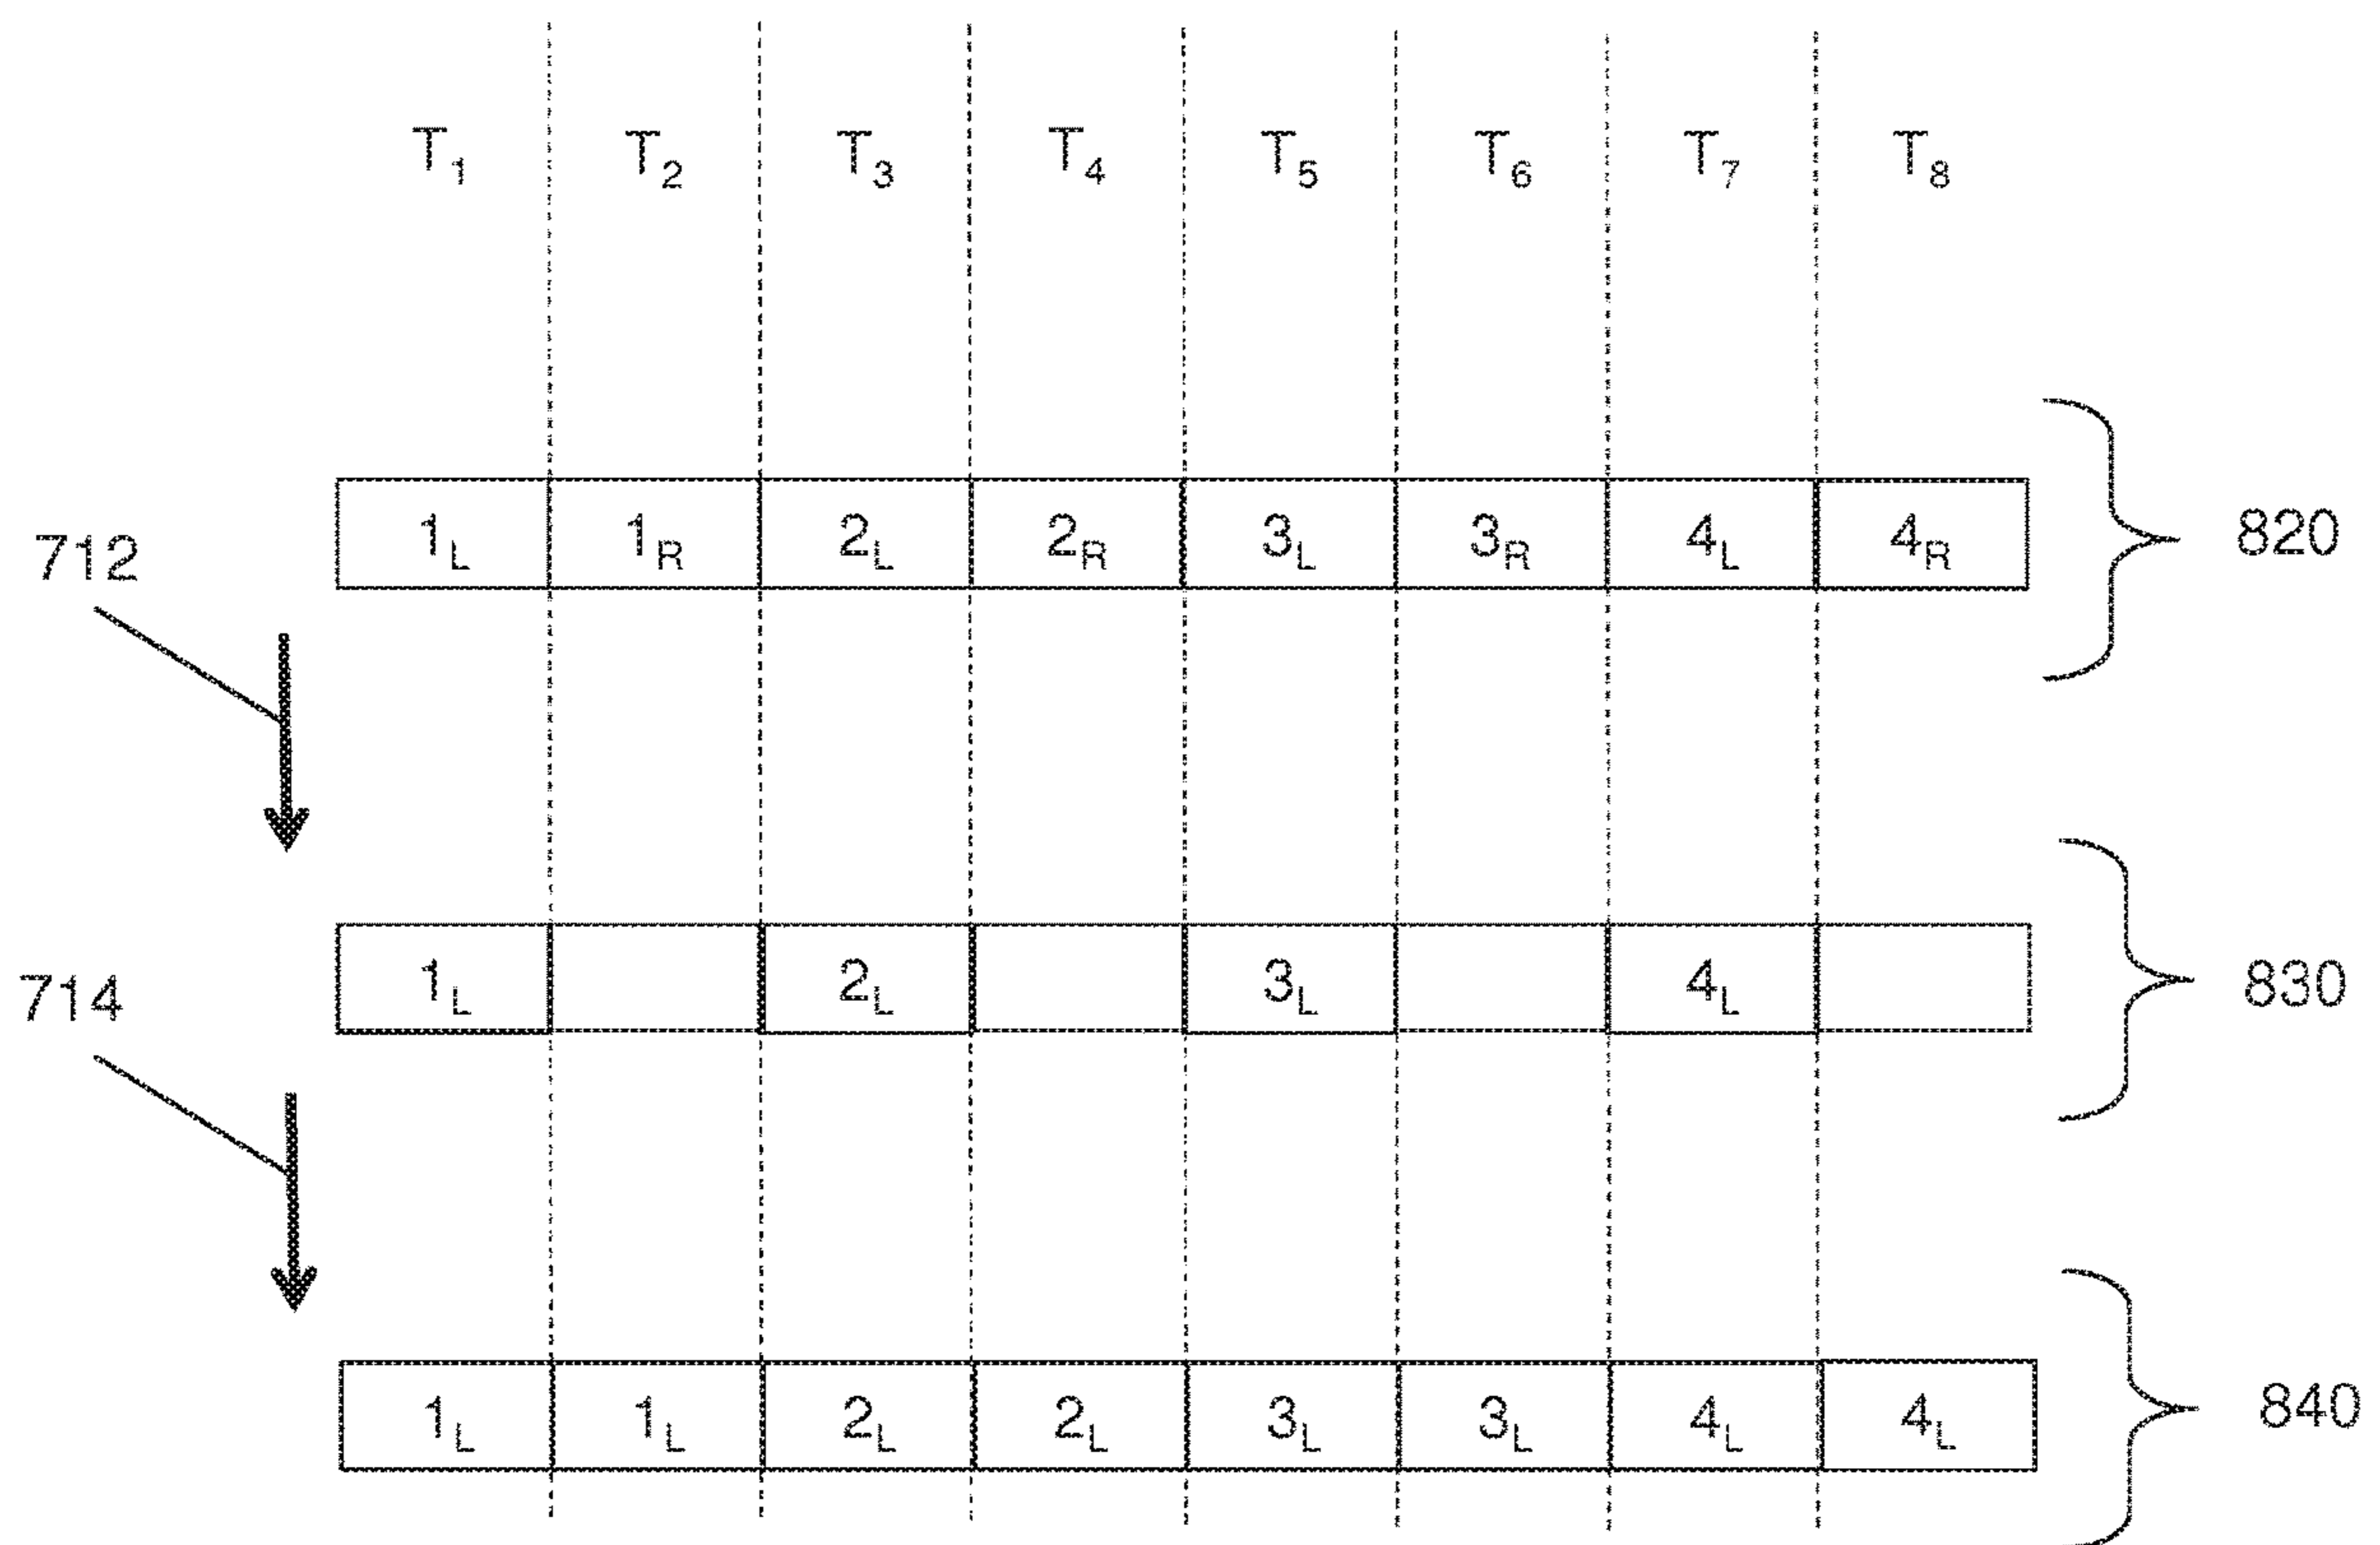 T₁ T₂ T₃ T₄ T₅ T₆ T₇ T₈
1L 1R 2L 2R 3L 3R 4L 4R 820
712
1L 2L 3L 4L 830
714
1L 1L 2L 2L 3L 3L 4L 4L 840